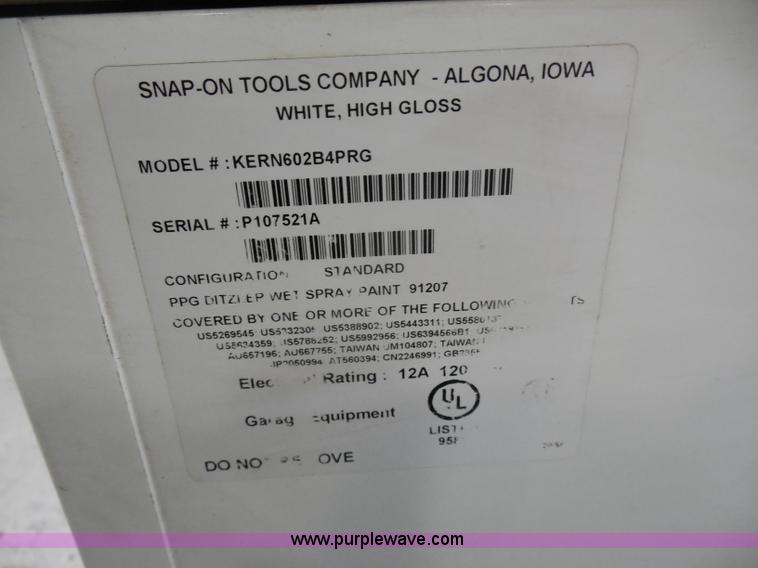 SNAP-ON TOOLS COMPANY - ALGONA, IOWA
WHITE, HIGH GLOSS
MODEL # : KERN602B4PRG
SERIAL # : P107521A
CONFIGURATION STANDARD
PPG WET SPRAY PAINT 91207
COVERED BY ONE OR MORE OF THE FOLLOWING
US5269545; US5388902; US5443311;
US5992956; US6394566B1
AU657196; AU667755; TAIWAN UM104807; TAIWAN
AT560394; CN2246991;
Rating : 12A 120
Equipment
UL
DO
www.purplewave.com